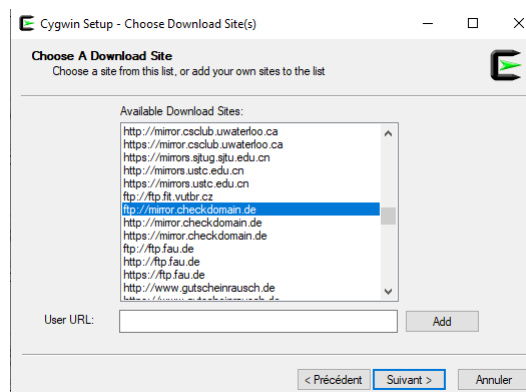 Cygwin Setup - Choose Download Site(s)
Choose A Download Site
Choose a site from this list, or add your own sites to the list
Available Download Sites:
http://mirror.csclub.uwaterloo.ca
https://mirror.csclub.uwaterloo.ca
https://mirrors.sjtug.sjtu.edu.cn
http://mirrors.ustc.edu.cn
https://mirrors.ustc.edu.cn
ftp://ftp.fit.vutbr.cz
ftp://mirror.checkdomain.de
http://mirror.checkdomain.de
https://mirror.checkdomain.de
ftp://ftp.fau.de
http://ftp.fau.de
https://ftp.fau.de
http://www.gutscheinrausch.de
https://www.gutscheinrausch.de
User URL:
Add
< Précédent Suivant > Annuler